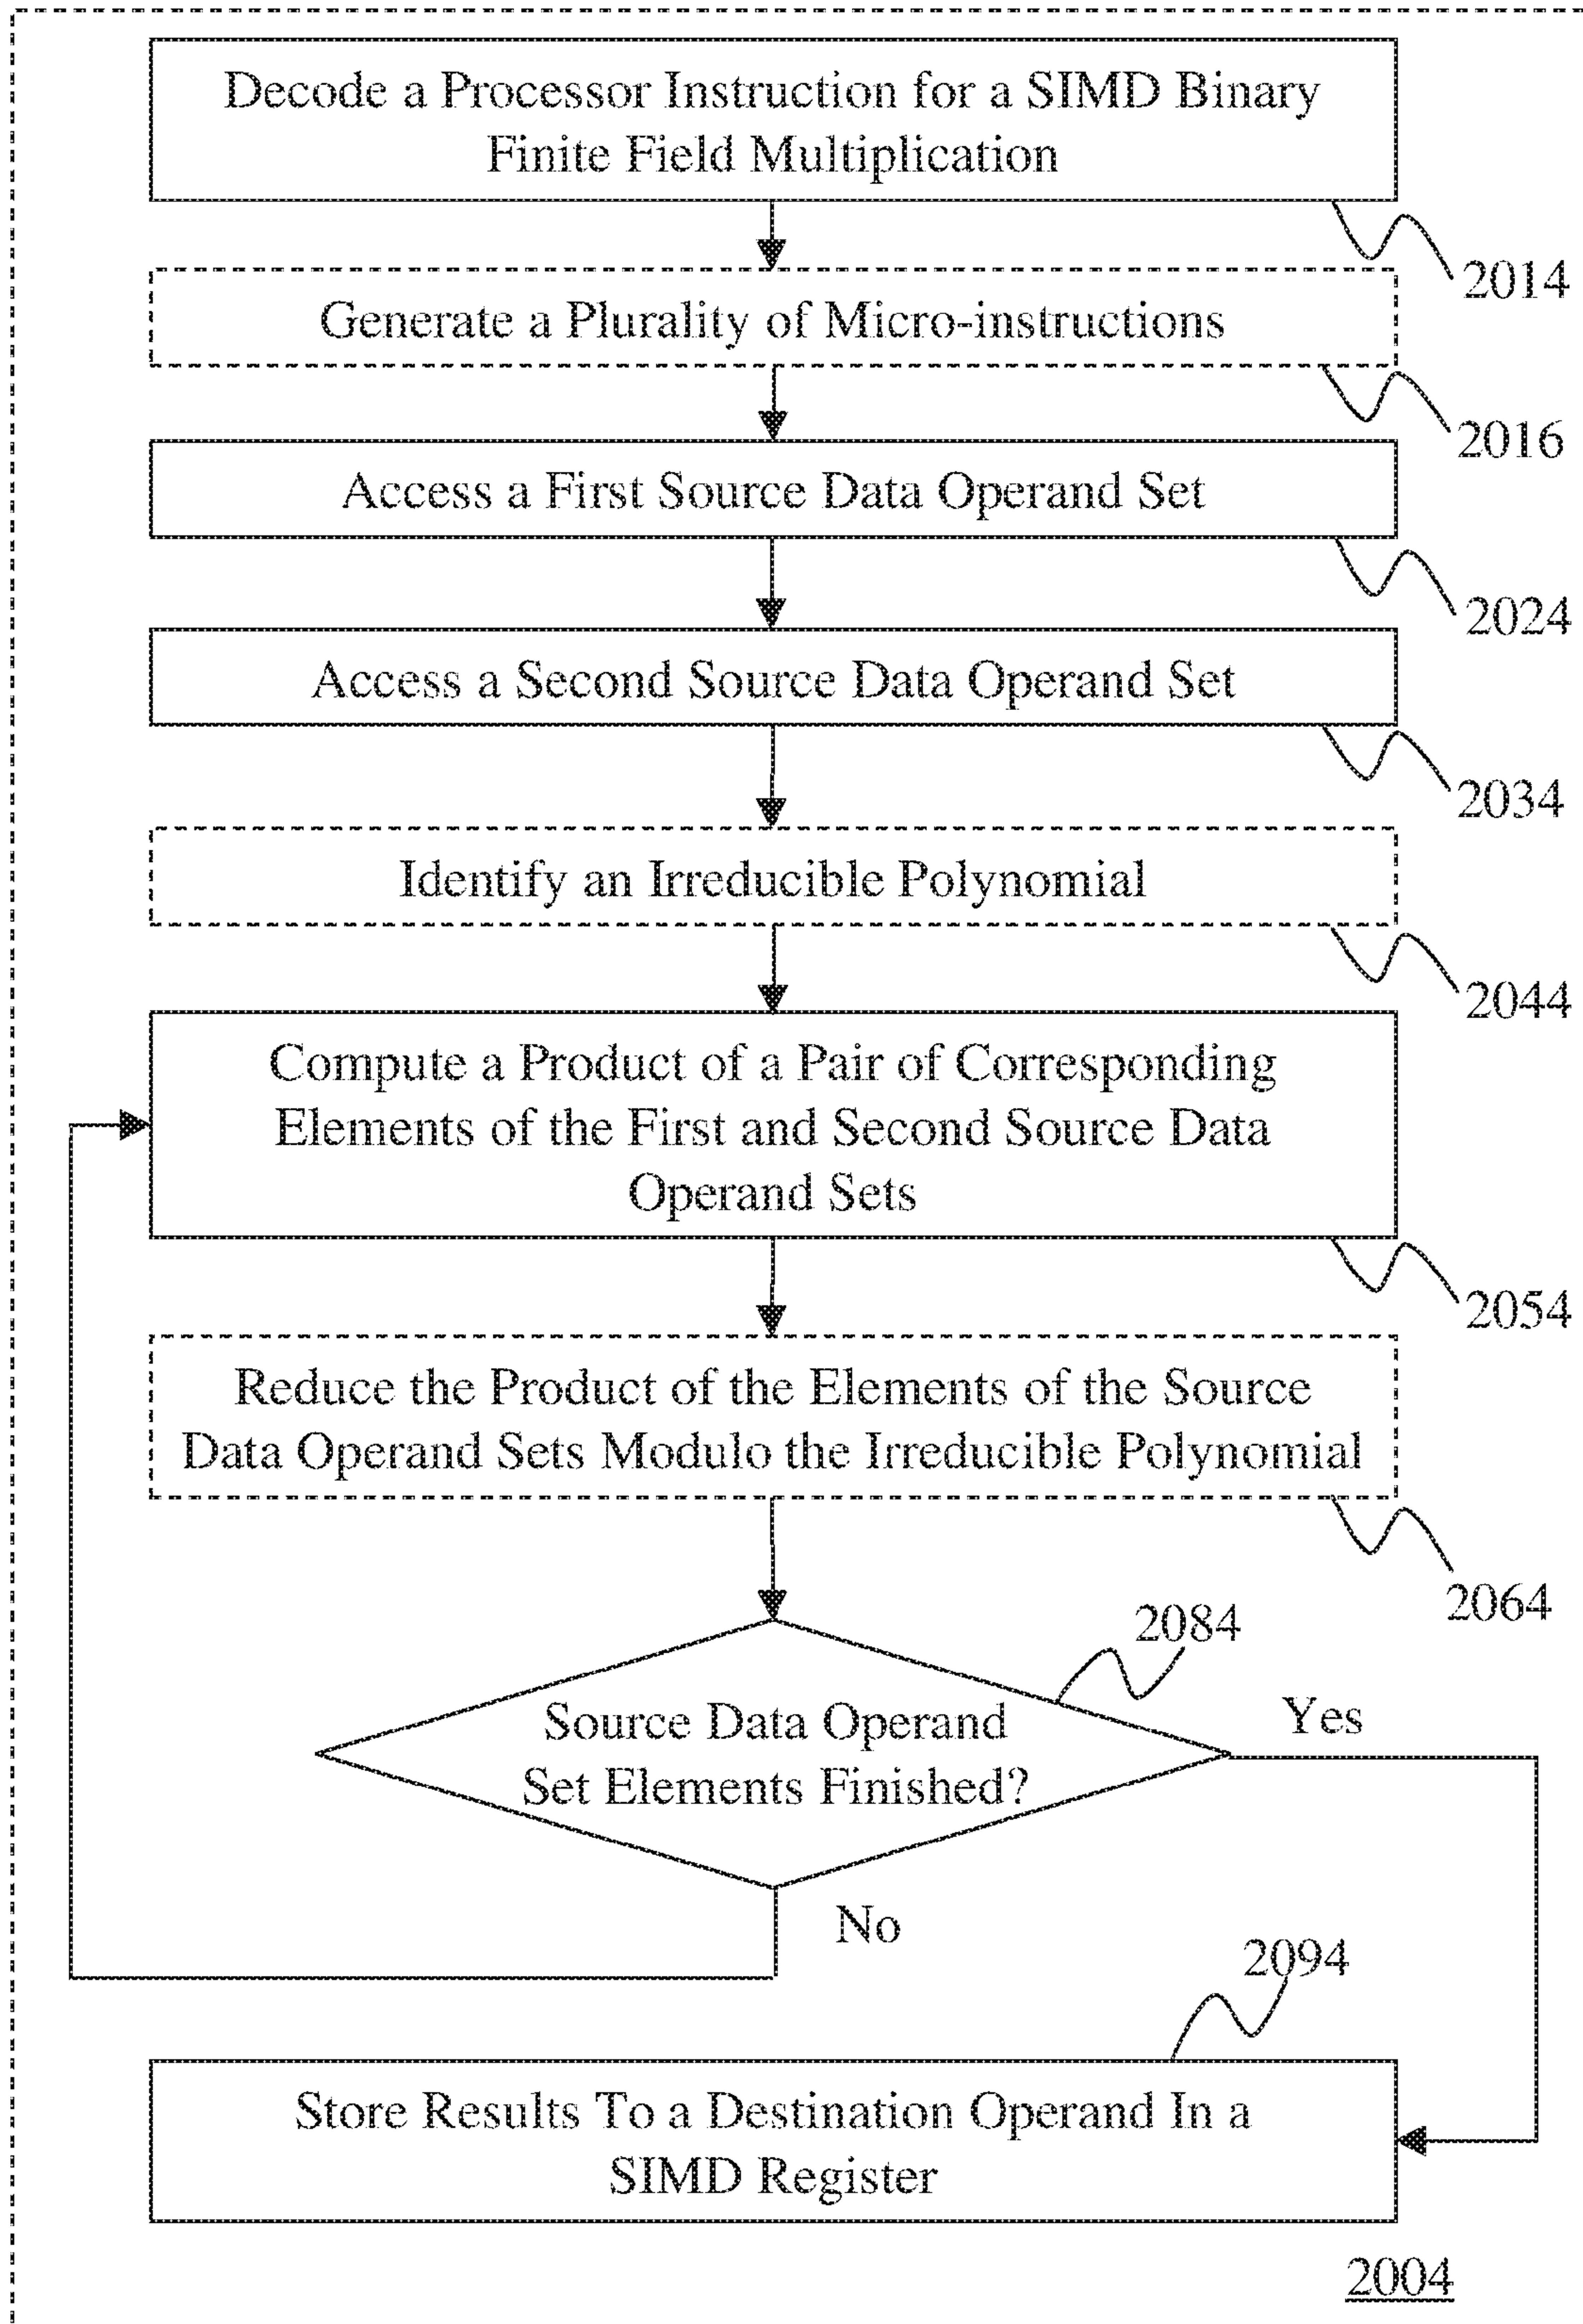 Decode a Processor Instruction for a SIMD Binary
Finite Field Multiplication
2014
Generate a Plurality of Micro-instructions
2016
Access a First Source Data Operand Set
2024
Access a Second Source Data Operand Set
2034
Identify an Irreducible Polynomial
2044
Compute a Product of a Pair of Corresponding
Elements of the First and Second Source Data
Operand Sets
2054
Reduce the Product of the Elements of the Source
Data Operand Sets Modulo the Irreducible Polynomial
2064
2084
Source Data Operand
Set Elements Finished?
Yes
No
2094
Store Results To a Destination Operand In a
SIMD Register
2004